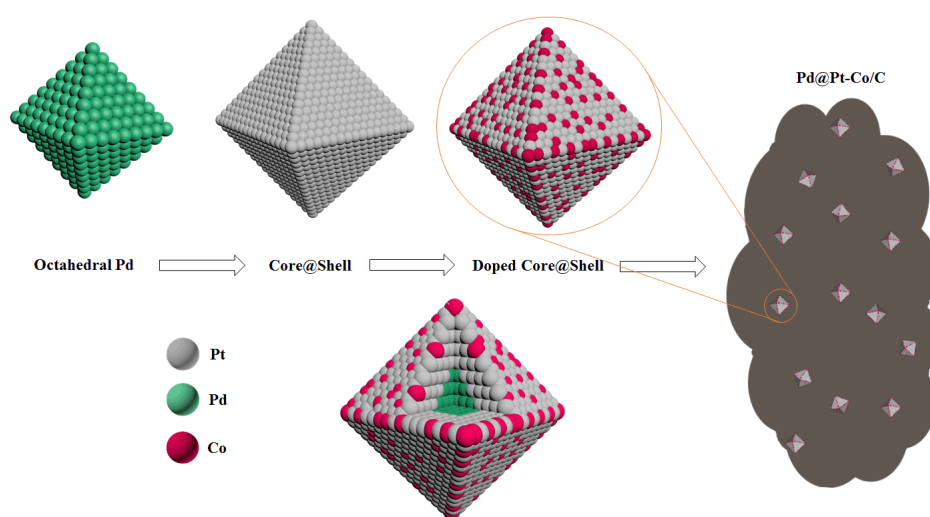 Pd@Pt-Co/C
Octahedral Pd
Core@Shell
Doped Core@Shell
Pt
Pd
Co